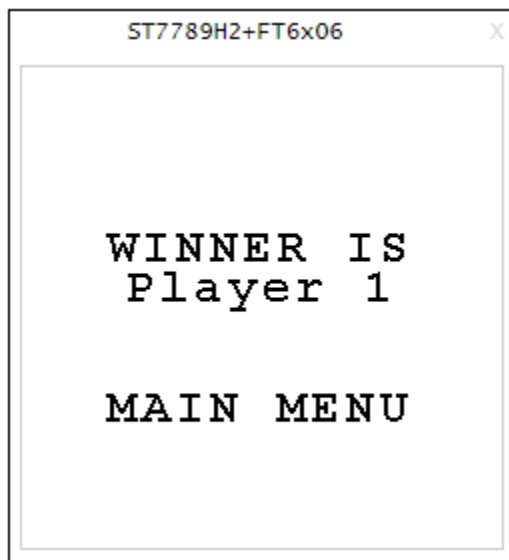 ST7789H2+FT6x06 X
WINNER IS
Player 1
MAIN MENU